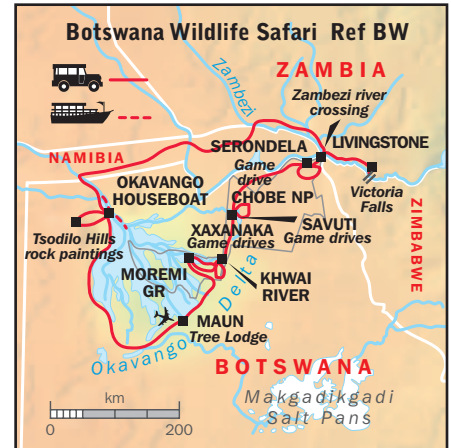 Botswana Wildlife Safari Ref BW
ZAMBIA
Zambezi
Zambezi river
crossing
SERONDELA
LIVINGSTONE
Game
drive
NAMIBIA
OKAVANGO
HOUSEBOAT
CHOBE NP
Victoria
Falls
ZIMBABWE
SAVUTI
Game drives
Tsodilo Hills
rock paintings
XAXANAKA
Game drives
MOREMI
GR
KHWAI
RIVER
MAUN
Tree Lodge
Okavango Delta
BOTSWANA
Makgadikgadi
Salt Pans
km
0 200